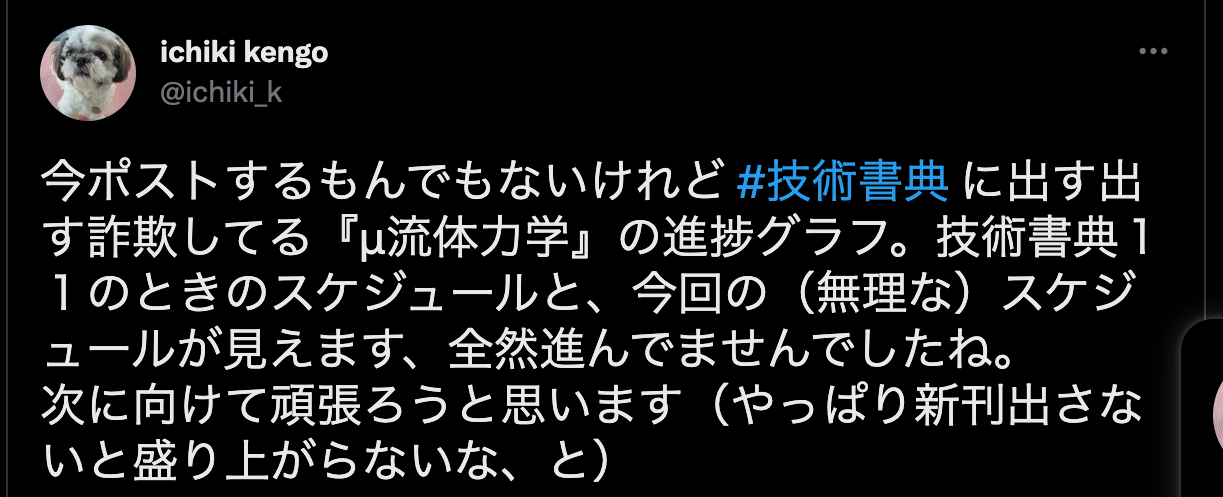 ichiki kengo
@ichiki_k
今ポストするもんでもないけれど #技術書典 に出す出
す詐欺してる『μ流体力学』の進捗グラフ。技術書典１
１のときのスケジュールと、今回の（無理な）スケジ
ュールが見えます、全然進んでませんでしたね。
次に向けて頑張ろうと思います（やっぱり新刊出さな
いと盛り上がらないな、と）